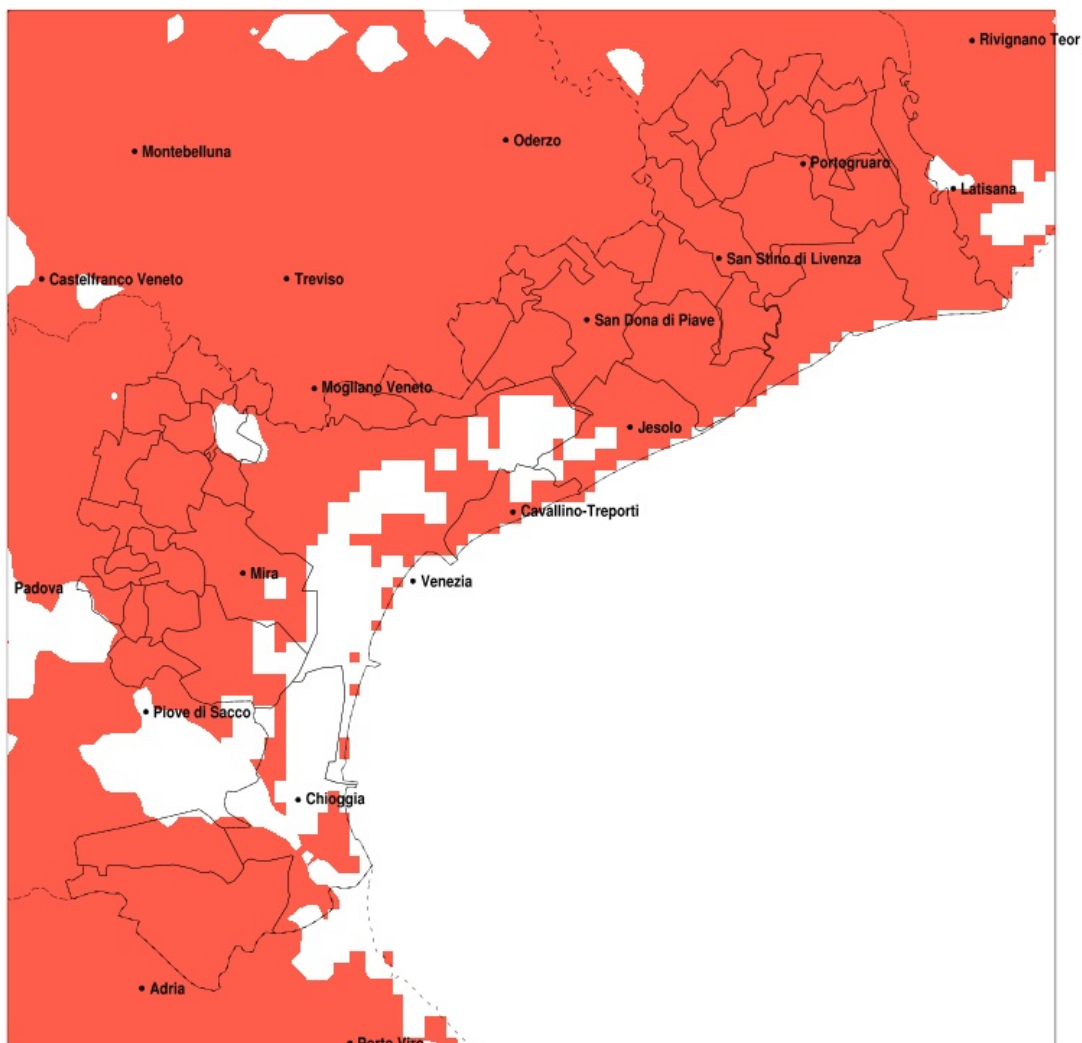 Rivignano Teor
Oderzo
Montebelluna
Portogruaro
Latisana
San Stino di Livenza
Castelfranco Veneto
Treviso
San Dona di Piave
Mogliano Veneto
Jesolo
Cavallino-Treporti
Mira
Venezia
Padova
Piove di Sacco
Chioggia
Adria
Porto Viro